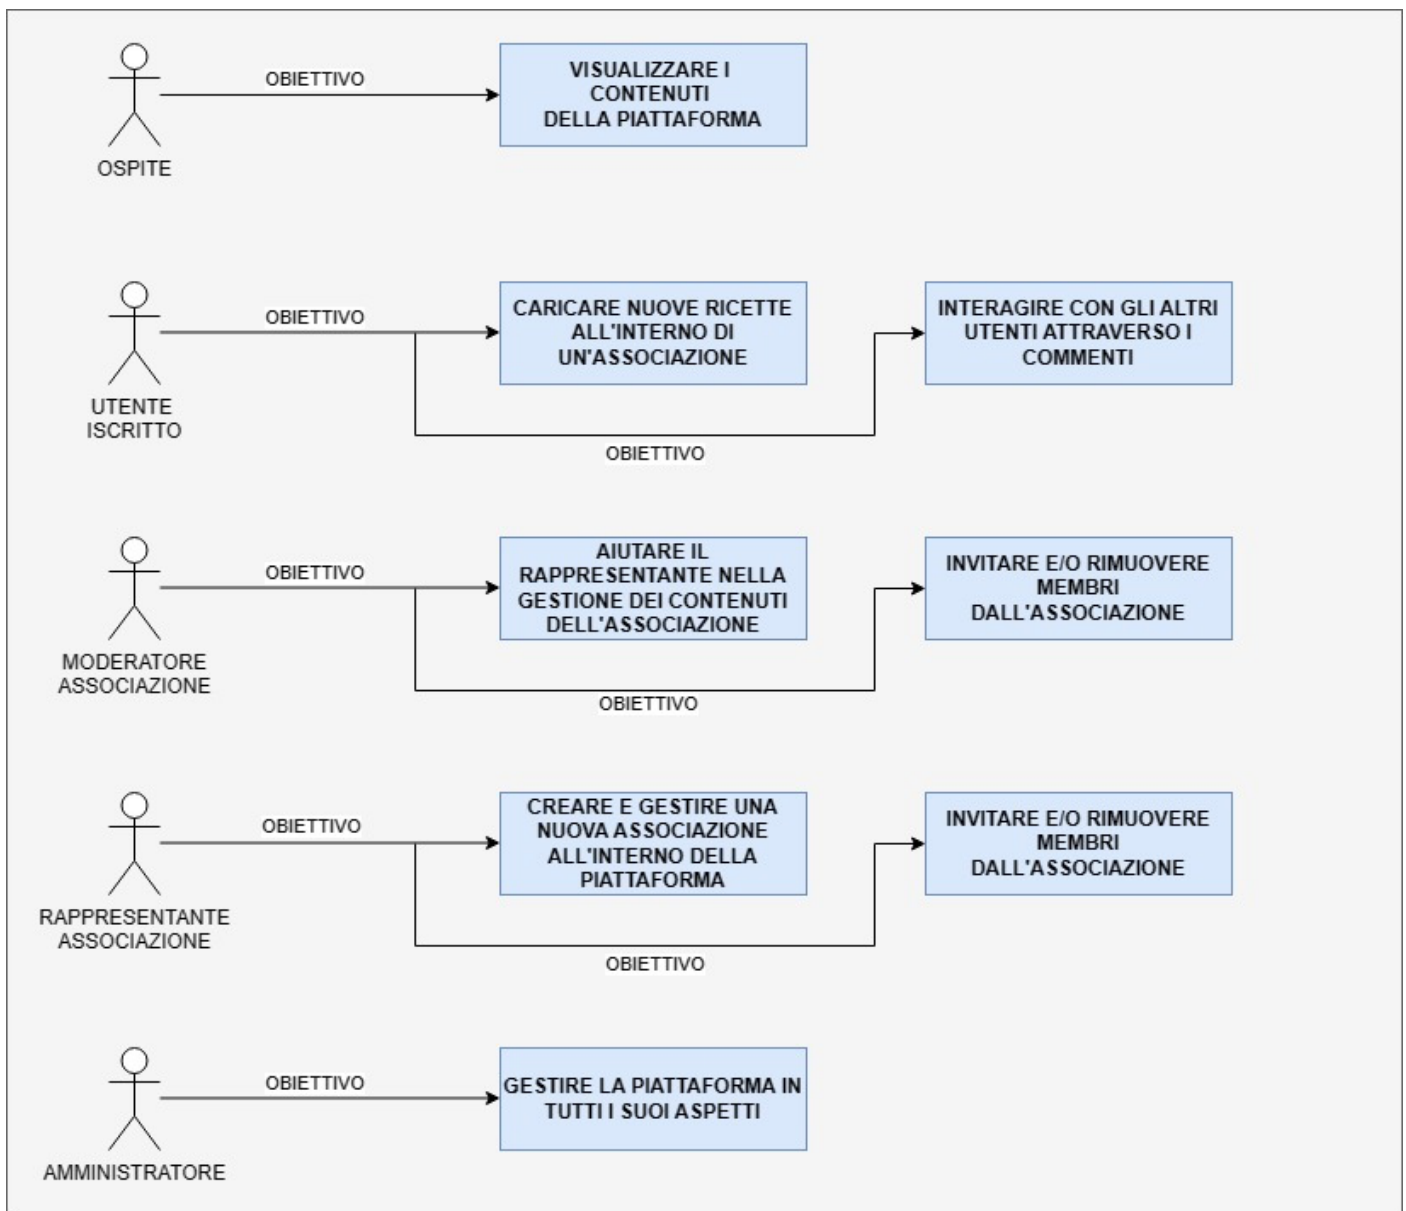 OBIETTIVO
VISUALIZZARE I
CONTENUTI
DELLA PIATTAFORMA
OSPITE
OBIETTIVO
CARICARE NUOVE RICETTE
ALL'INTERNO DI
UN'ASSOCIAZIONE
INTERAGIRE CON GLI ALTRI
UTENTI ATTRAVERSO I
COMMENTI
UTENTE
ISCRITTO
OBIETTIVO
OBIETTIVO
AIUTARE IL
RAPPRESENTANTE NELLA
GESTIONE DEI CONTENUTI
DELL'ASSOCIAZIONE
INVITARE E/O RIMUOVERE
MEMBRI
DALL'ASSOCIAZIONE
MODERATORE
ASSOCIAZIONE
OBIETTIVO
OBIETTIVO
CREARE E GESTIRE UNA
NUOVA ASSOCIAZIONE
ALL'INTERNO DELLA
PIATTAFORMA
INVITARE E/O RIMUOVERE
MEMBRI
DALL'ASSOCIAZIONE
RAPPRESENTANTE
ASSOCIAZIONE
OBIETTIVO
OBIETTIVO
GESTIRE LA PIATTAFORMA IN
TUTTI I SUOI ASPETTI
AMMINISTRATORE